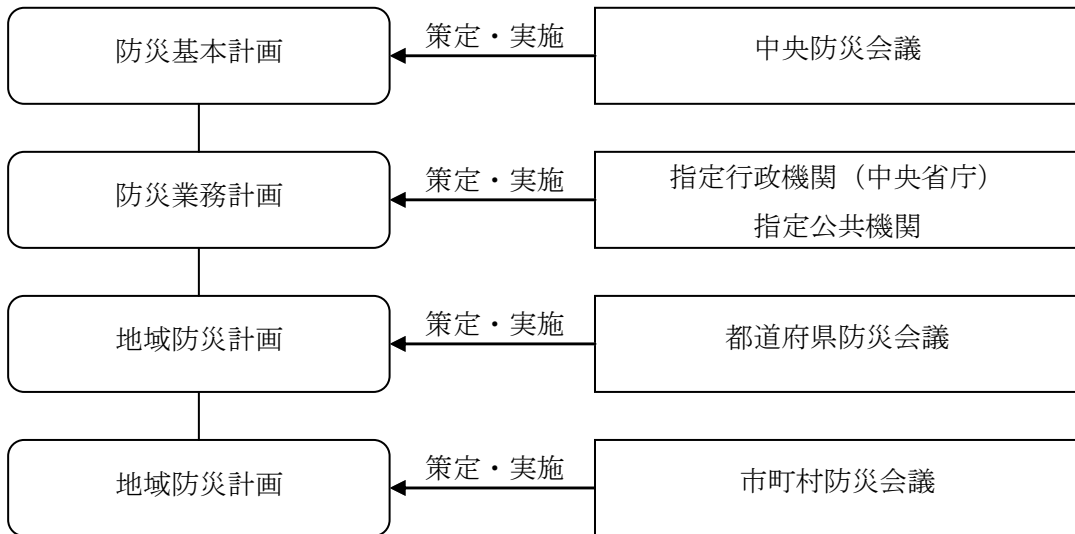 防災基本計画
策定・実施
中央防災会議
防災業務計画
策定・実施
指定行政機関（中央省庁）
指定公共機関
地域防災計画
策定・実施
都道府県防災会議
地域防災計画
策定・実施
市町村防災会議